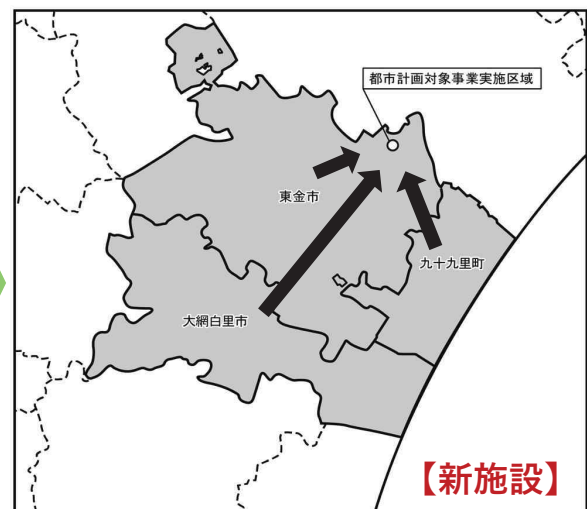 都市計画対象事業実施区域
東金市
九十九里町
大網白里市
【新施設】